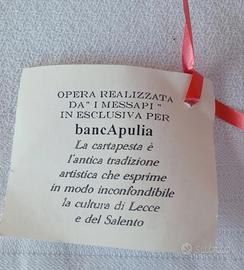 OPERA REALIZZATA
DA" I MESSAPI"
IN ESCLUSIVA PER
bancApulia
La cartapesta è
l'antica tradizione
artistica che esprime
in modo inconfondibile
la cultura di Lecce
e del Salento
SUBITO